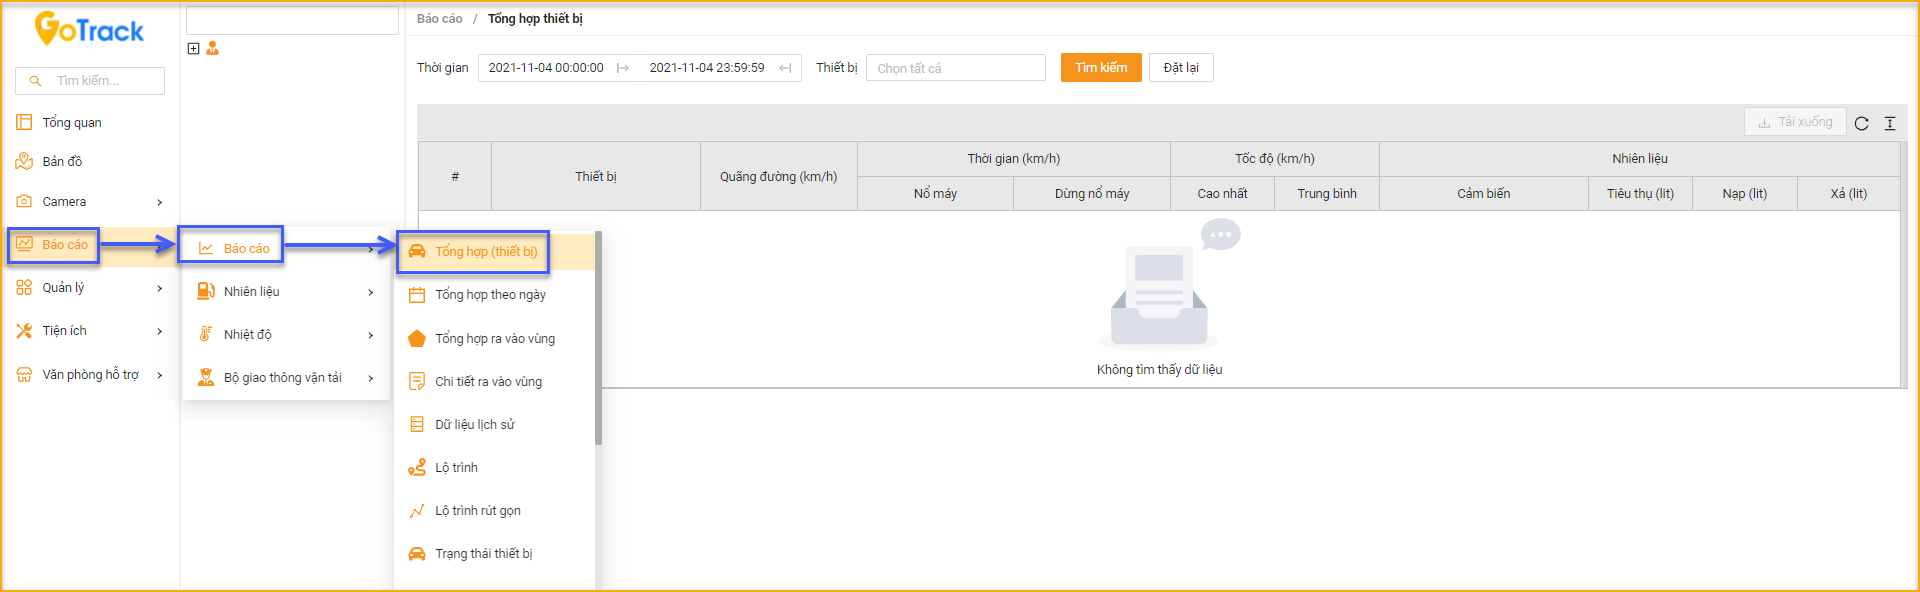 GoTrack
Tìm kiếm...
Tổng quan
Bản đồ
Camera
Báo cáo
Quản lý
Tiện ích
Văn phòng hỗ trợ
Báo cáo
Nhiên liệu
Nhiệt độ
Bộ giao thông vận tải
Tổng hợp (thiết bị)
Tổng hợp theo ngày
Tổng hợp ra vào vùng
Chi tiết ra vào vùng
Dữ liệu lịch sử
Lộ trình
Lộ trình rút gọn
Trạng thái thiết bị
Báo cáo / Tổng hợp thiết bị
Thời gian 2021-11-04 00:00:00 2021-11-04 23:59:59 Thiết bị Chọn tất cả Tìm kiếm Đặt lại
Tải xuống
# Thiết bị Quãng đường (km/h) Thời gian (km/h) Tốc độ (km/h) Nhiên liệu
Nổ máy Dừng nổ máy Cao nhất Trung bình Cảm biến Tiêu thụ (lit) Nạp (lit) Xả (lit)
Không tìm thấy dữ liệu